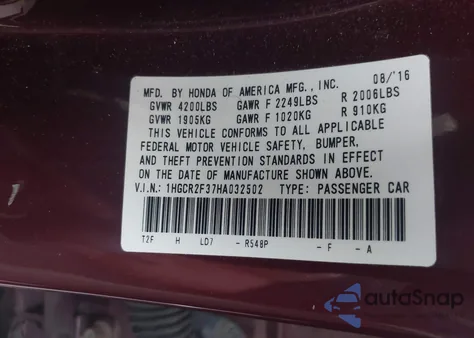 MFD. BY HONDA OF AMERICA MFG., INC. 08/'16
GVWR 4200LBS GAWR F 2249LBS R 2006LBS
GVWR 1905KG GAWR F 1020KG R 910KG
THIS VEHICLE CONFORMS TO ALL APPLICABLE
FEDERAL MOTOR VEHICLE SAFETY, BUMPER,
AND THEFT PREVENTION STANDARDS IN EFFECT
ON THE DATE OF MANUFACTURE SHOWN ABOVE.
V.I.N: 1HGCR2F37HA032502 TYPE: PASSENGER CAR
T2F H LD7 - R548P - F - A
autoSnap